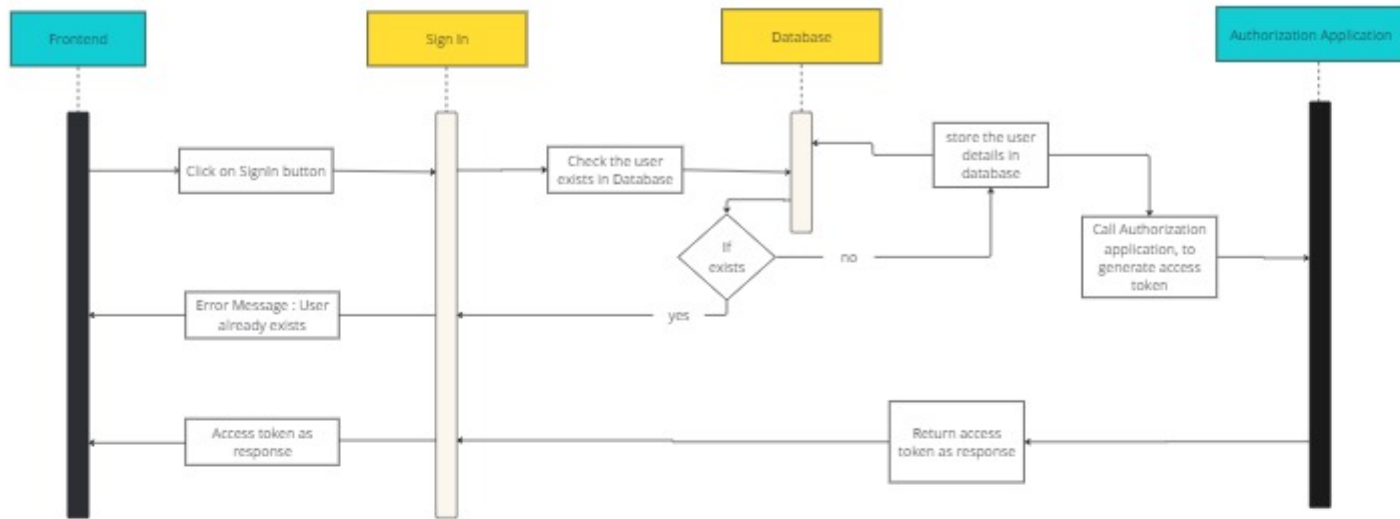 Frontend
Sign In
Database
Authorization Application
Click on SignIn button
Check the user
exists in Database
store the user
details in
database
If
exists
no
Call Authorization
application, to
generate access
token
Error Message : User
already exists
yes
Access token as
response
Return access
token as response